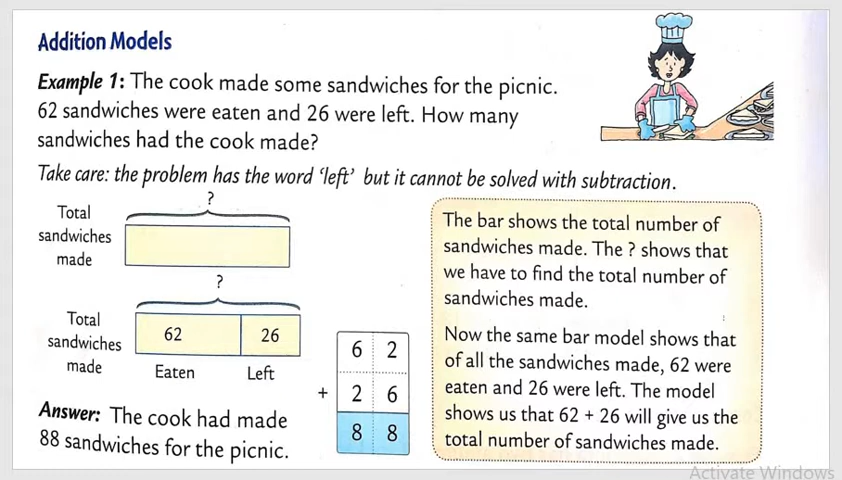 Addition Models
Example 1: The cook made some sandwiches for the picnic.
62 sandwiches were eaten and 26 were left. How many
sandwiches had the cook made?
Take care: the problem has the word ‘left’ but it cannot be solved with subtraction.
?
Total
sandwiches
made
?
Total
sandwiches
made
62 26
Eaten Left
6 2
+ 2 6
8 8
Answer: The cook had made
88 sandwiches for the picnic.
The bar shows the total number of
sandwiches made. The ? shows that
we have to find the total number of
sandwiches made.
Now the same bar model shows that
of all the sandwiches made, 62 were
eaten and 26 were left. The model
shows us that 62 + 26 will give us the
total number of sandwiches made.
Activate Windows